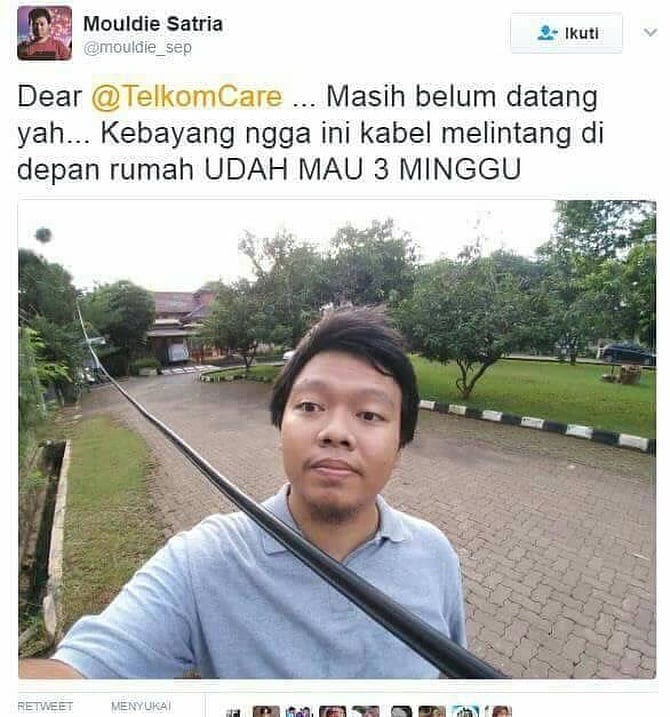 Mouldie Satria
@mouldie_sep
Ikuti
Dear @TelkomCare ... Masih belum datang
yah... Kebayang ngga ini kabel melintang di
depan rumah UDAH MAU 3 MINGGU
RETWEET
MENYUKAI